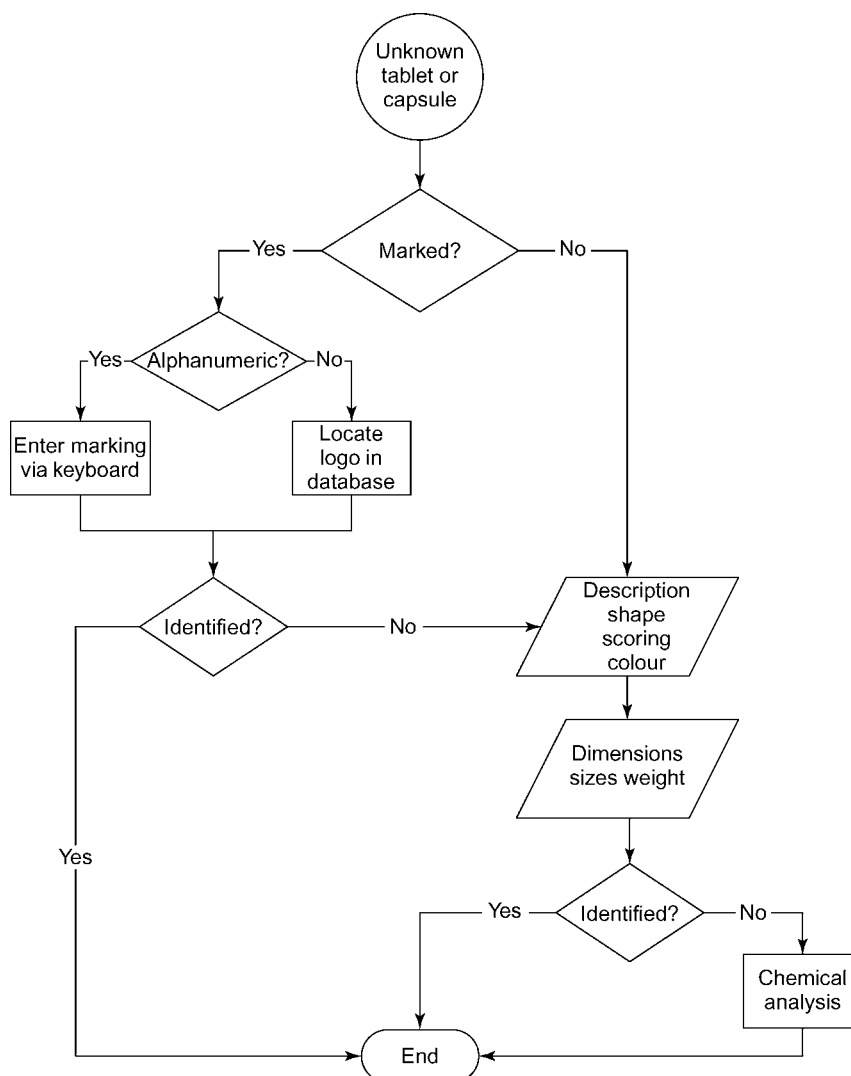 Unknown
tablet or
capsule
Marked?
Yes
No
Alphanumeric?
Yes
No
Enter marking
via keyboard
Locate
logo in
database
Identified?
No
Yes
Description
shape
scoring
colour
Dimensions
sizes weight
Identified?
Yes
No
Chemical
analysis
End